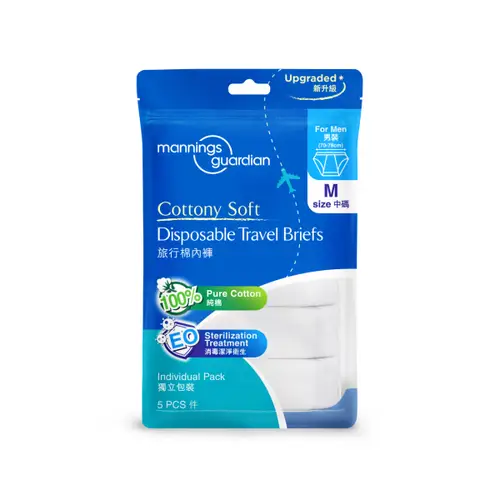 Upgraded
新升級
For Men
男裝
(70-78cm)
M
size 中碼
mannings
guardian
Cottony Soft
Disposable Travel Briefs
旅行棉內褲
100%
Pure Cotton
純棉
EO
Sterilization
Treatment
消毒潔淨衛生
Individual Pack
獨立包裝
5 PCS 件